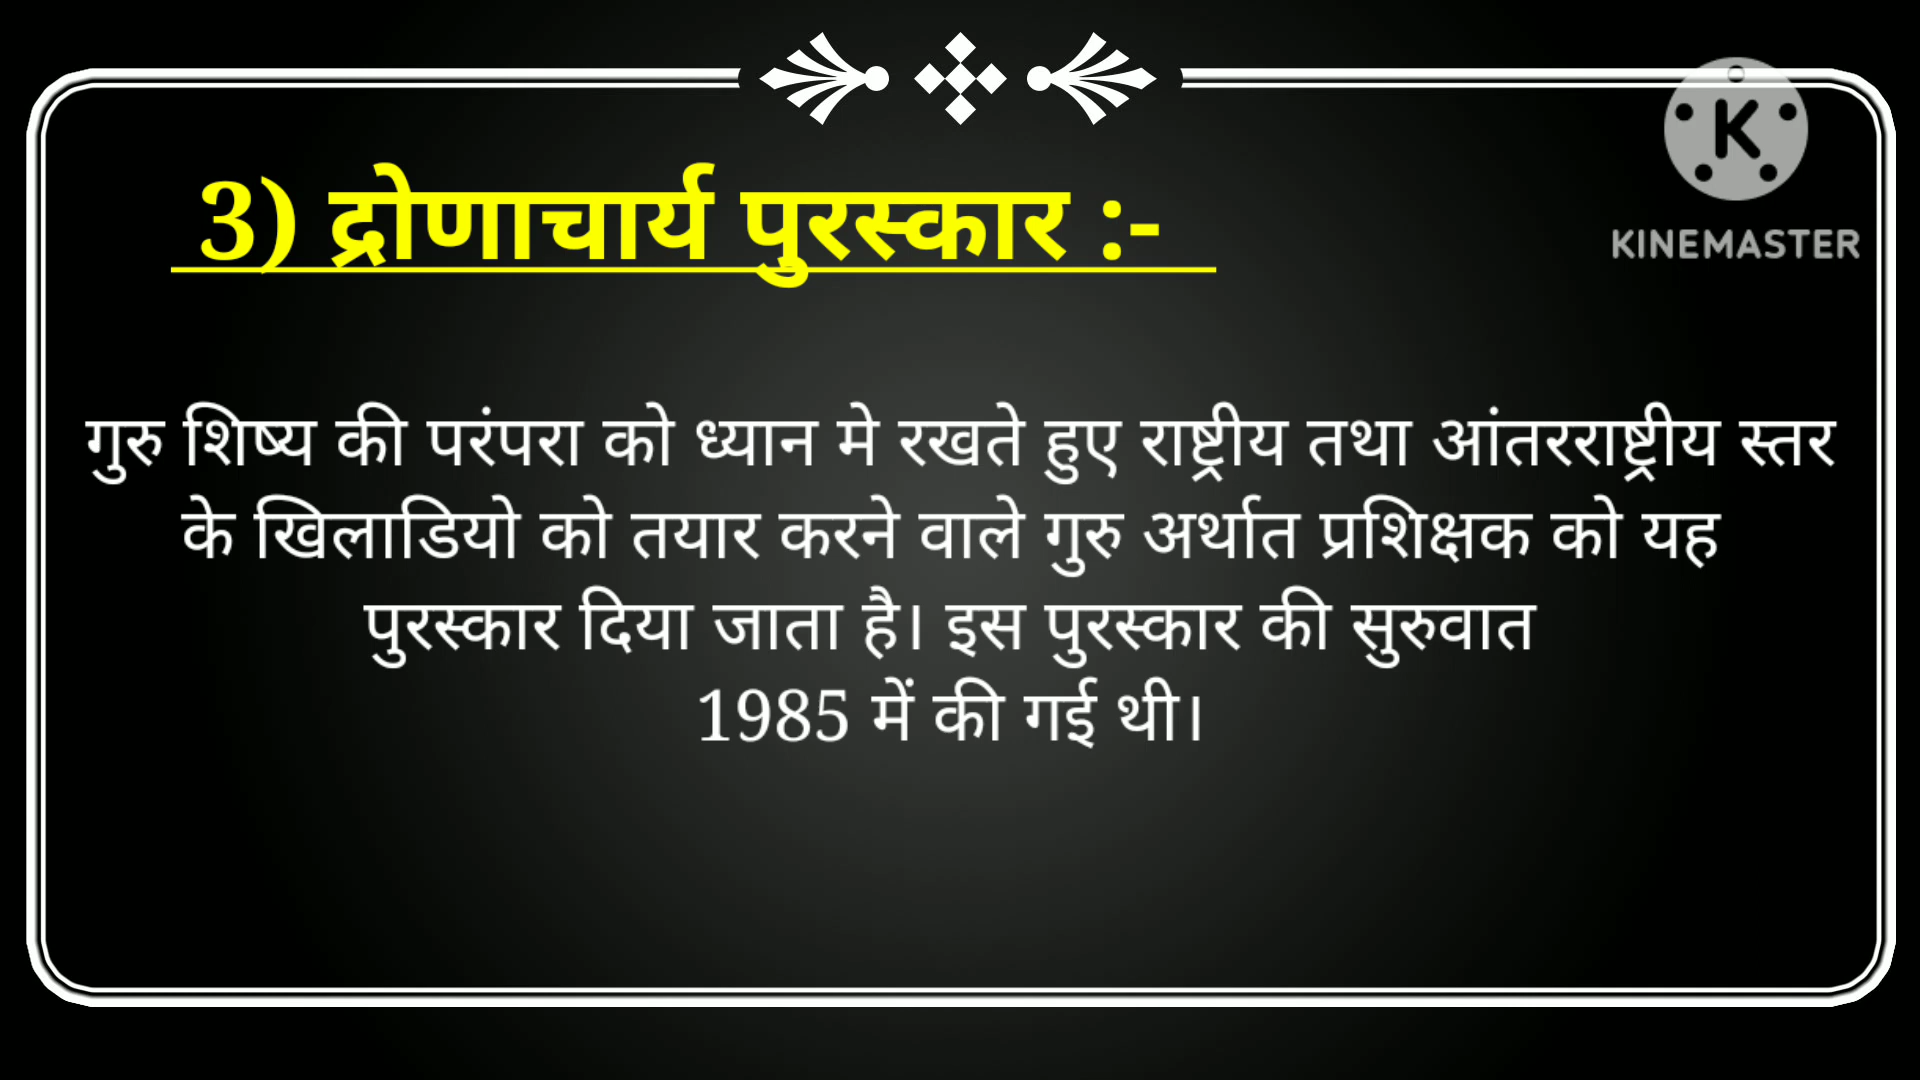 3) द्रोणाचार्य पुरस्कार :-
KINEMASTER
गुरु शिष्य की परंपरा को ध्यान मे रखते हुए राष्ट्रीय तथा आंतरराष्ट्रीय स्तर
के खिलाडियो को तयार करने वाले गुरु अर्थात प्रशिक्षक को यह
पुरस्कार दिया जाता है। इस पुरस्कार की सुरुवात
1985 में की गई थी।